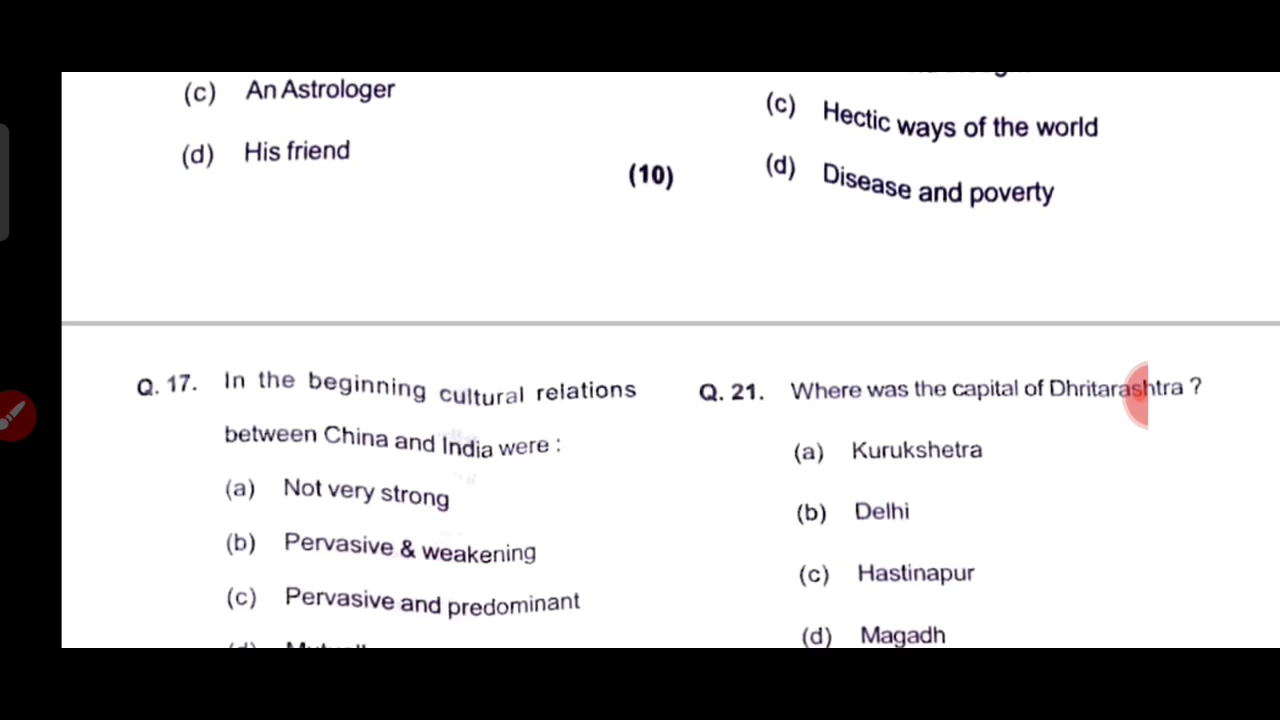 (c) An Astrologer
(d) His friend
(c) Hectic ways of the world
(d) Disease and poverty
(10)
Q. 17. In the beginning cultural relations
between China and India were :
(a) Not very strong
(b) Pervasive & weakening
(c) Pervasive and predominant
Q. 21. Where was the capital of Dhritarashtra ?
(a) Kurukshetra
(b) Delhi
(c) Hastinapur
(d) Magadh